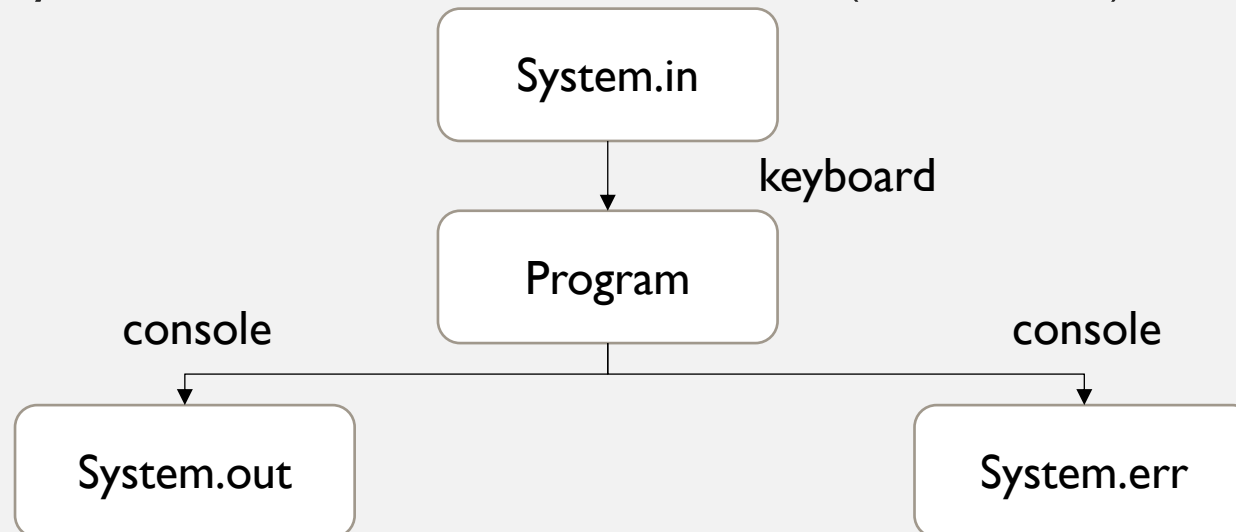 System.in
keyboard
Program
console
console
System.out
System.err